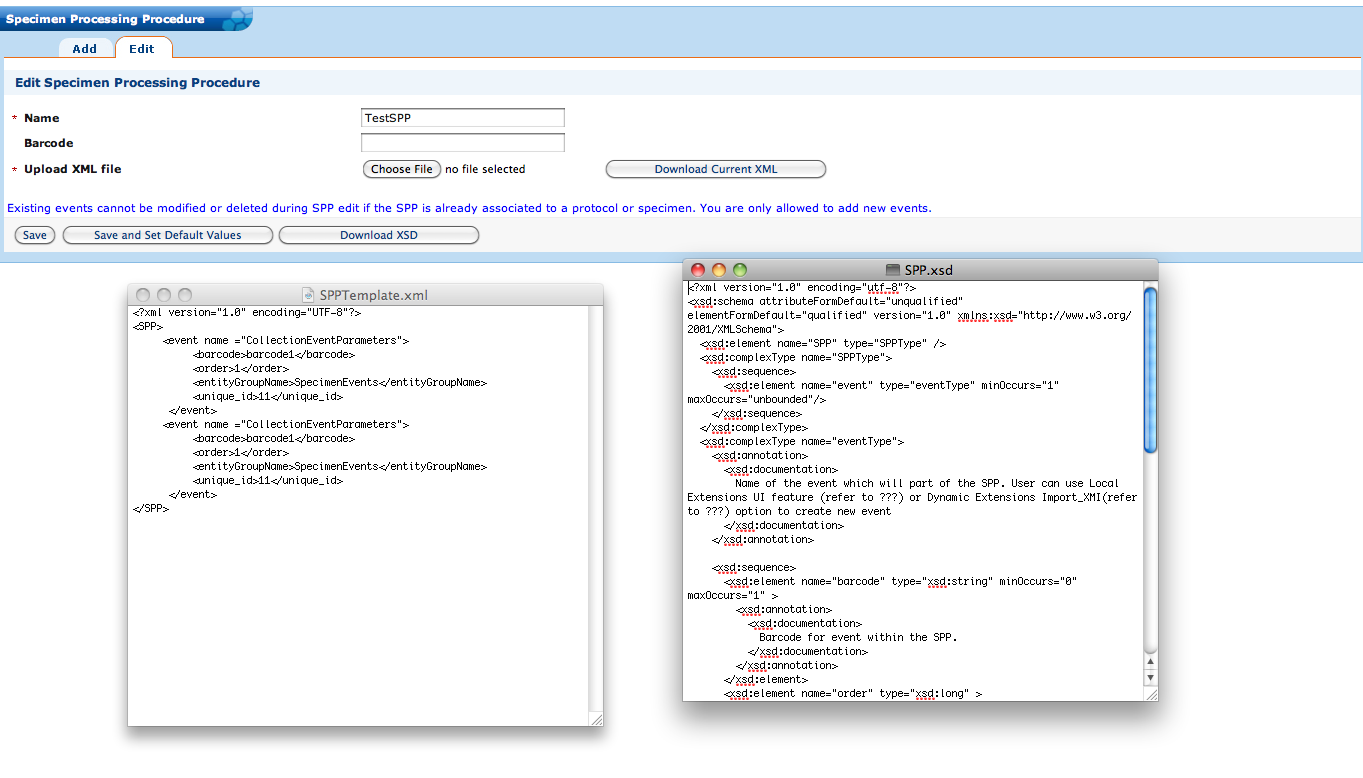 Specimen Processing Procedure
Add Edit
Edit Specimen Processing Procedure
* Name TestSPP
Barcode
* Upload XML file Choose File no file selected Download Current XML
Existing events cannot be modified or deleted during SPP edit if the SPP is already associated to a protocol or specimen. You are only allowed to add new events.
Save Save and Set Default Values Download XSD
SPPTemplate.xml
<?xml version="1.0" encoding="UTF-8"?>
<SPP>
<event name ="CollectionEventParameters">
<barcode>barcode1</barcode>
<order>1</order>
<entityGroupName>SpecimenEvents</entityGroupName>
<unique_id>11</unique_id>
</event>
<event name ="CollectionEventParameters">
<barcode>barcode1</barcode>
<order>1</order>
<entityGroupName>SpecimenEvents</entityGroupName>
<unique_id>11</unique_id>
</event>
</SPP>
SPP.xsd
<?xml version="1.0" encoding="utf-8"?>
<xsd:schema attributeFormDefault="unqualified"
elementFormDefault="qualified" version="1.0" xmlns:xsd="http://www.w3.org/
2001/XMLSchema">
<xsd:element name="SPP" type="SPPType" />
<xsd:complexType name="SPPType">
<xsd:sequence>
<xsd:element name="event" type="eventType" minOccurs="1"
maxOccurs="unbounded"/>
</xsd:sequence>
</xsd:complexType>
<xsd:complexType name="eventType">
<xsd:annotation>
<xsd:documentation>
Name of the event which will part of the SPP. User can use Local
Extensions UI feature (refer to ???) or Dynamic Extensions Import_XMI(refer
to ???) option to create new event
</xsd:documentation>
</xsd:annotation>
<xsd:sequence>
<xsd:element name="barcode" type="xsd:string" minOccurs="0"
maxOccurs="1" >
<xsd:annotation>
<xsd:documentation>
Barcode for event within the SPP.
</xsd:documentation>
</xsd:annotation>
</xsd:element>
<xsd:element name="order" type="xsd:long" >